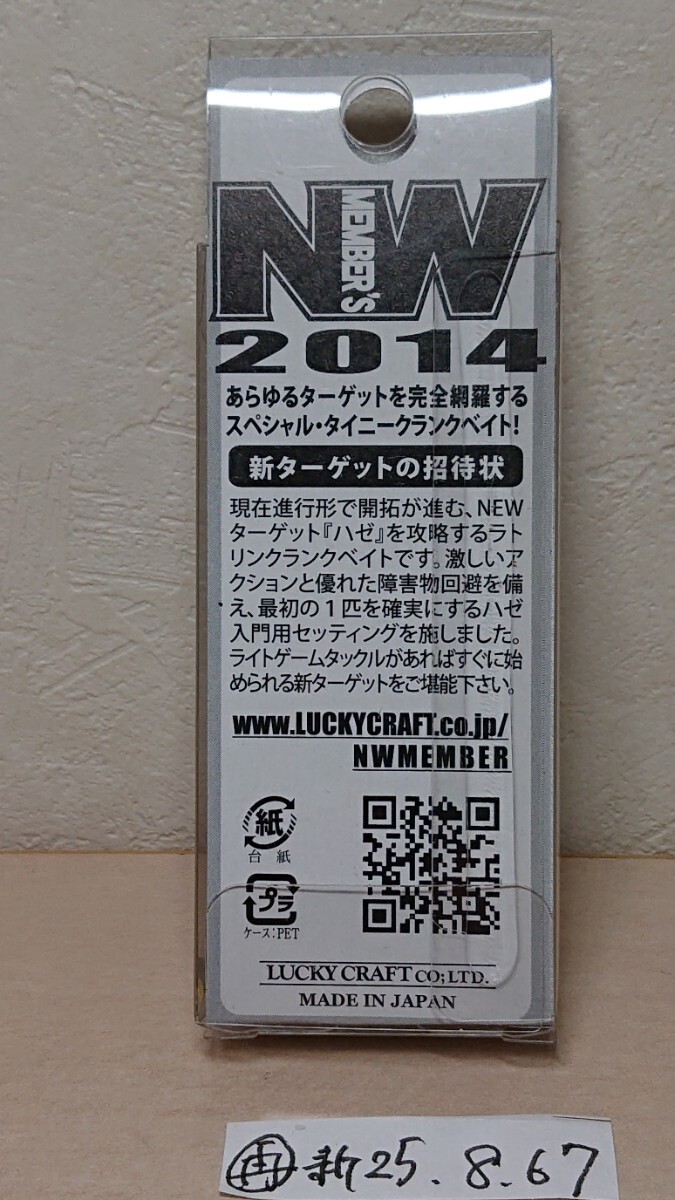 NW
MEMBER'S
2014
あらゆるターゲットを完全網羅する
スペシャル・タイニークランクベイト!
新ターゲットの招待状
現在進行形で開拓が進む、NEW
ターゲット『ハゼ』を攻略するラト
リンクランクベイトです。激しいア
クションと優れた障害物回避を備
え、最初の1匹を確実にするハゼ
入門用セッティングを施しました。
ライトゲームタックルがあればすぐに始
められる新ターゲットをご堪能下さい。
www.LUCKYCRAFT.co.jp/
NWMEMBER
紙
台紙
プラ
ケース:PET
LUCKY CRAFT CO;LTD.
MADE IN JAPAN
再新25.8.67